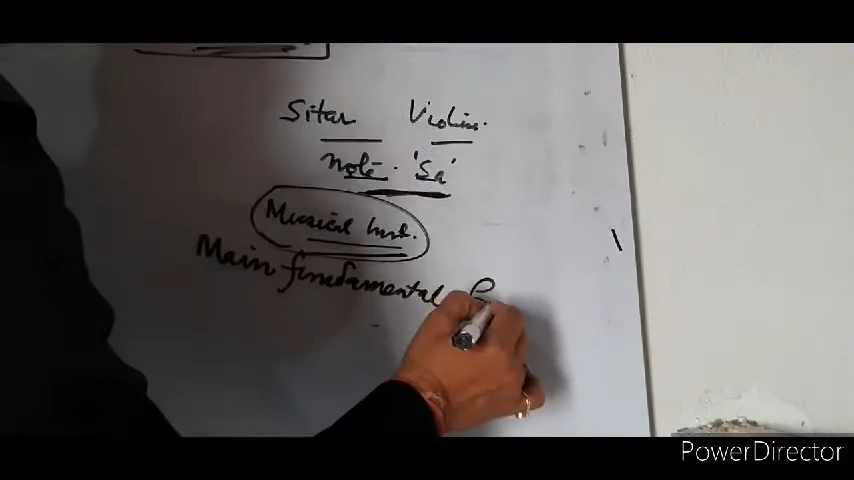 Sitar Violin.
Note. 'Sa'
Musical Inst.
Main fundamental
PowerDirector